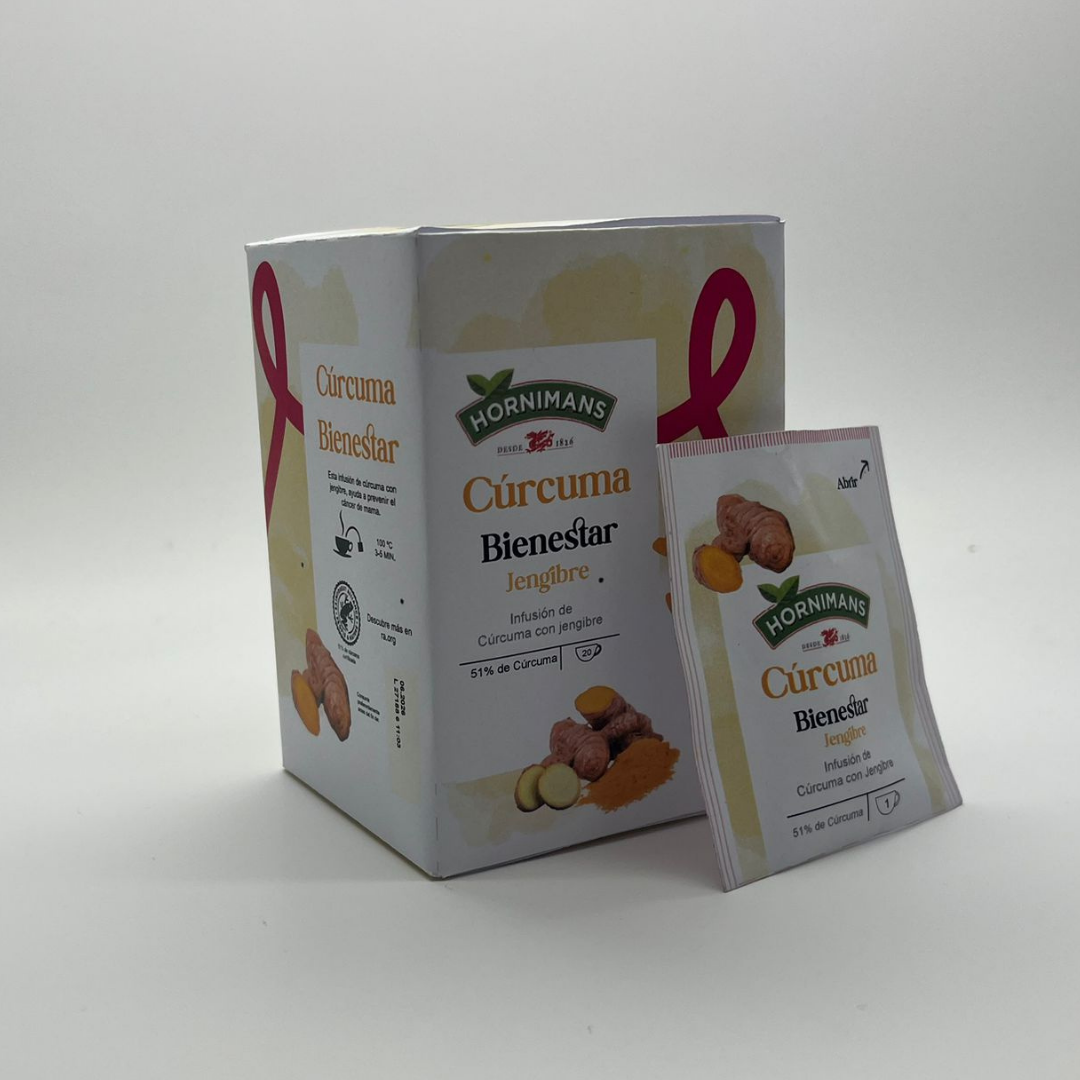 Cúrcuma
Bienestar
Esta infusión de cúrcuma con
jengibre, ayuda a prevenir el
cáncer de mama.
100 ºC
3-5 MIN.
Descubre más en
ra.org
06.2026
HORNIMANS
DESDE 1826
Cúrcuma
Bienestar
Jengibre
Infusión de
Cúrcuma con jengibre
51% de Cúrcuma
20
Abrir
HORNIMANS
DESDE 1826
Cúrcuma
Bienestar
Jengibre
Infusión de
Cúrcuma con Jengibre
51% de Cúrcuma
1